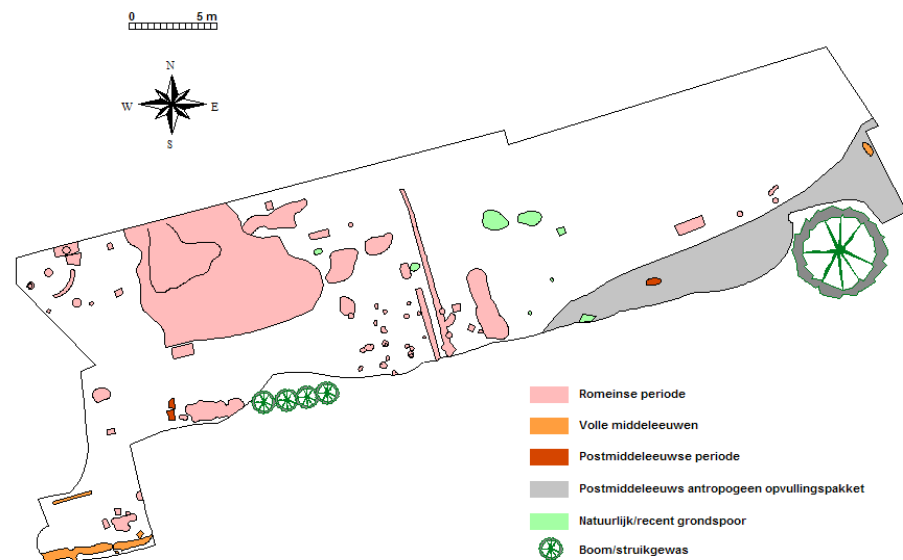 0 5 m
N
W E
S
Romeinse periode
Volle middeleeuwen
Postmiddeleeuwse periode
Postmiddeleeuws antropogeen opvullingspakket
Natuurlijk/recent grondspoor
Boom/struikgewas